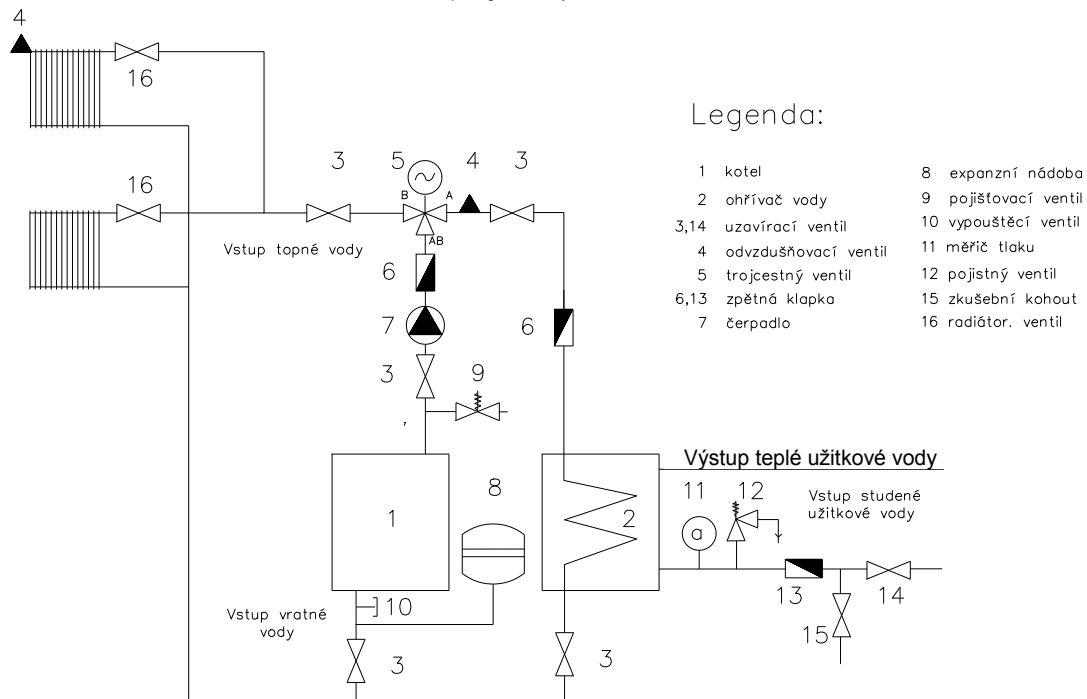 4
16
Legenda:
3
5
4
3
16
B
A
AB
Vstup topné vody
6
7
6
3
9
1 kotel
2 ohřívač vody
3,14 uzavírací ventil
4 odvzdušňovací ventil
5 trojcestný ventil
6,13 zpětná klapka
7 čerpadlo
8 expanzní nádoba
9 pojišťovací ventil
10 vypouštěcí ventil
11 měřič tlaku
12 pojistný ventil
15 zkušební kohout
16 radiátor. ventil
Výstup teplé užitkové vody
8
11
12
Vstup studené
užitkové vody
1
2
a
13
14
10
Vstup vratné
vody
15
3
3